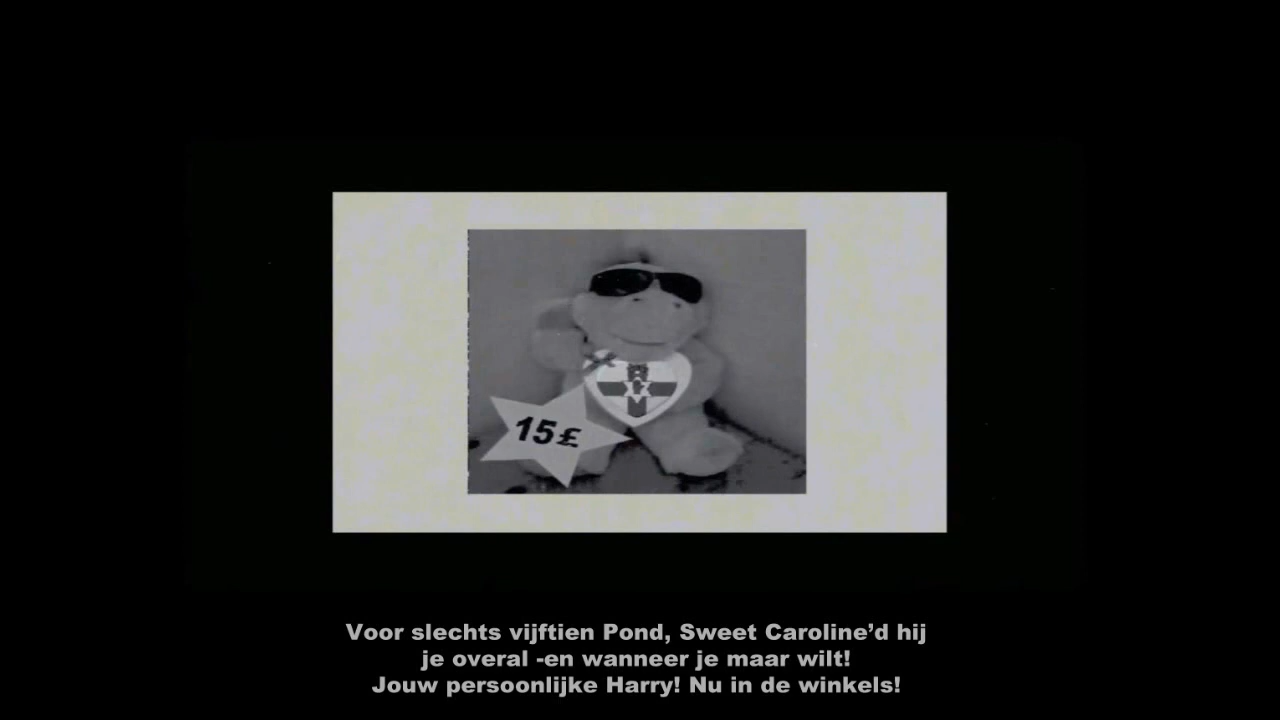 15£
Voor slechts vijftien Pond, Sweet Caroline’d hij
je overal -en wanneer je maar wilt!
Jouw persoonlijke Harry! Nu in de winkels!